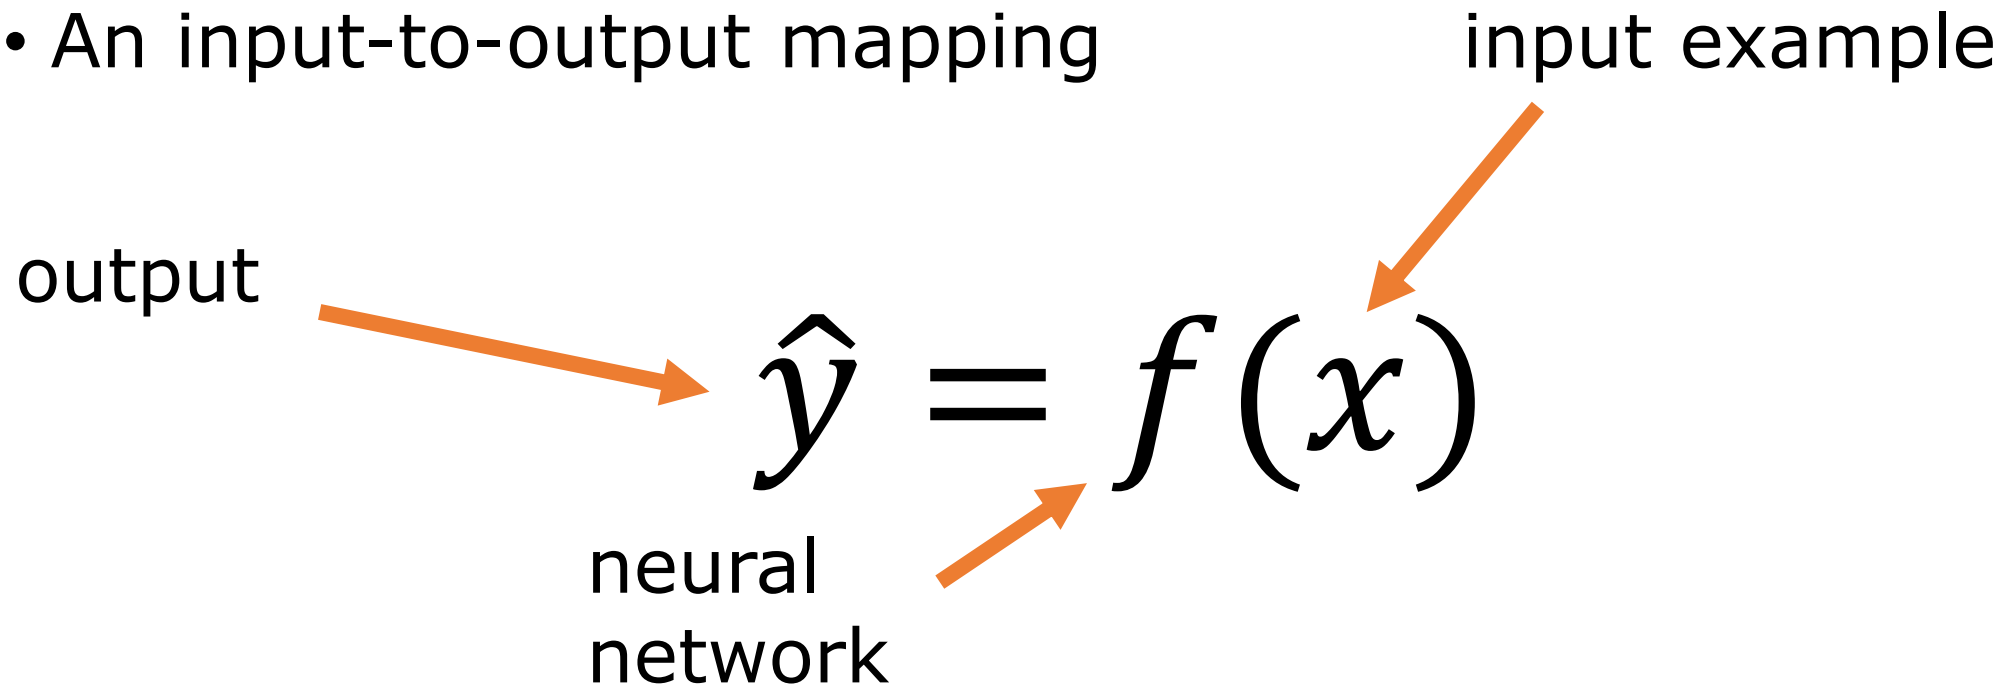 • An input-to-output mapping
input example
output
ŷ = f(x)
neural
network